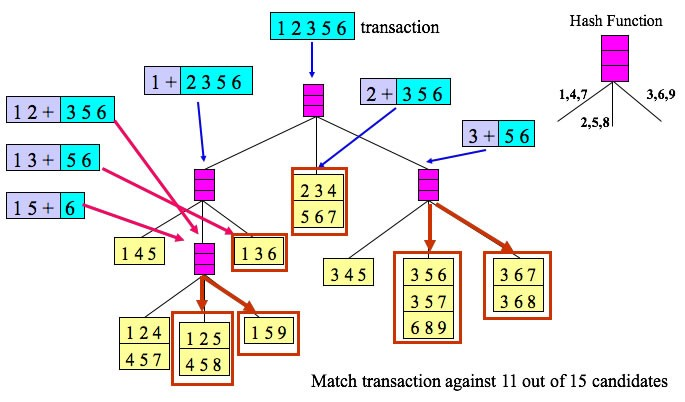 1 2 3 5 6 transaction
Hash Function
1,4,7
2,5,8
3,6,9
1 + 2 3 5 6
2 + 3 5 6
3 + 5 6
1 2 + 3 5 6
1 3 + 5 6
1 5 + 6
2 3 4
5 6 7
1 4 5
1 3 6
3 4 5
3 5 6
3 5 7
6 8 9
3 6 7
3 6 8
1 2 4
4 5 7
1 2 5
4 5 8
1 5 9
Match transaction against 11 out of 15 candidates